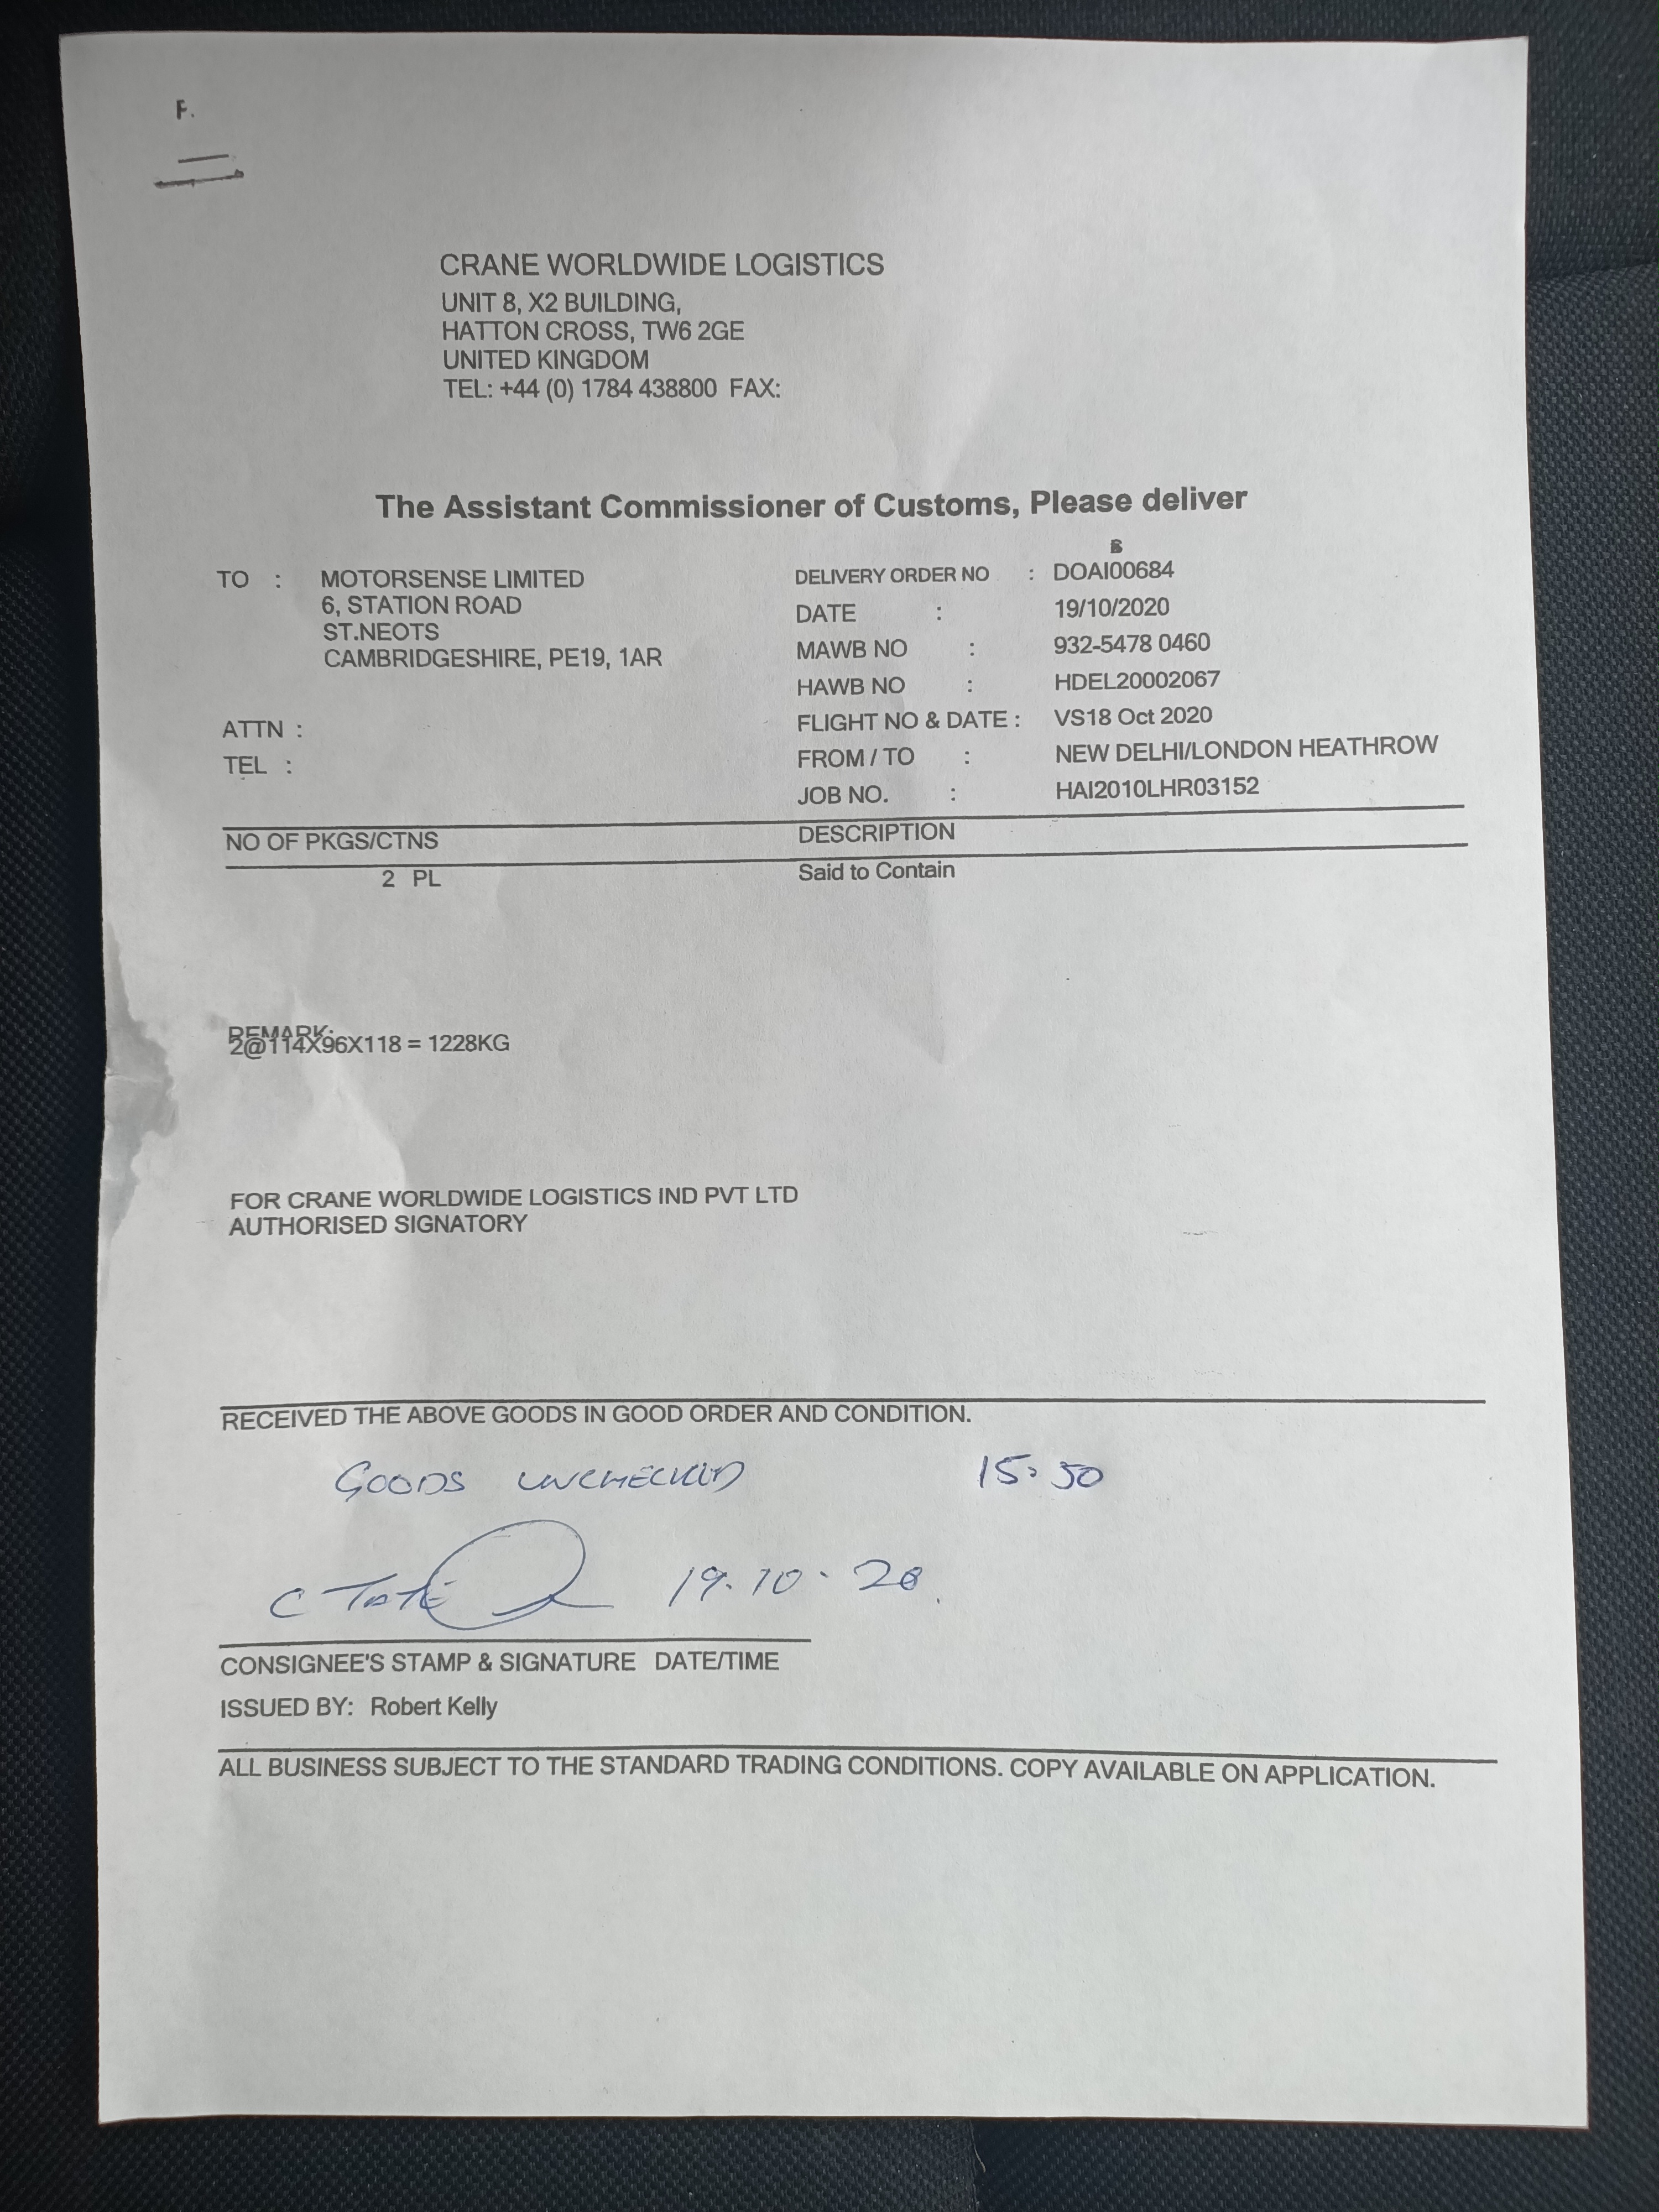 F.
CRANE WORLDWIDE LOGISTICS
UNIT 8, X2 BUILDING,
HATTON CROSS, TW6 2GE
UNITED KINGDOM
TEL: +44 (0) 1784 438800 FAX:
The Assistant Commissioner of Customs, Please deliver
B
TO : MOTORSENSE LIMITED
6, STATION ROAD
ST.NEOTS
CAMBRIDGESHIRE, PE19, 1AR
ATTN :
TEL :
DELIVERY ORDER NO : DOAI00684
DATE : 19/10/2020
MAWB NO : 932-5478 0460
HAWB NO : HDEL20002067
FLIGHT NO & DATE : VS18 Oct 2020
FROM / TO : NEW DELHI/LONDON HEATHROW
JOB NO. : HAI2010LHR03152
NO OF PKGS/CTNS DESCRIPTION
2 PL Said to Contain
REMARK:
2@114X96X118 = 1228KG
FOR CRANE WORLDWIDE LOGISTICS IND PVT LTD
AUTHORISED SIGNATORY
RECEIVED THE ABOVE GOODS IN GOOD ORDER AND CONDITION.
GOODS UNCHECKED 15:50
C TATE 19.10.20.
CONSIGNEE'S STAMP & SIGNATURE DATE/TIME
ISSUED BY: Robert Kelly
ALL BUSINESS SUBJECT TO THE STANDARD TRADING CONDITIONS. COPY AVAILABLE ON APPLICATION.